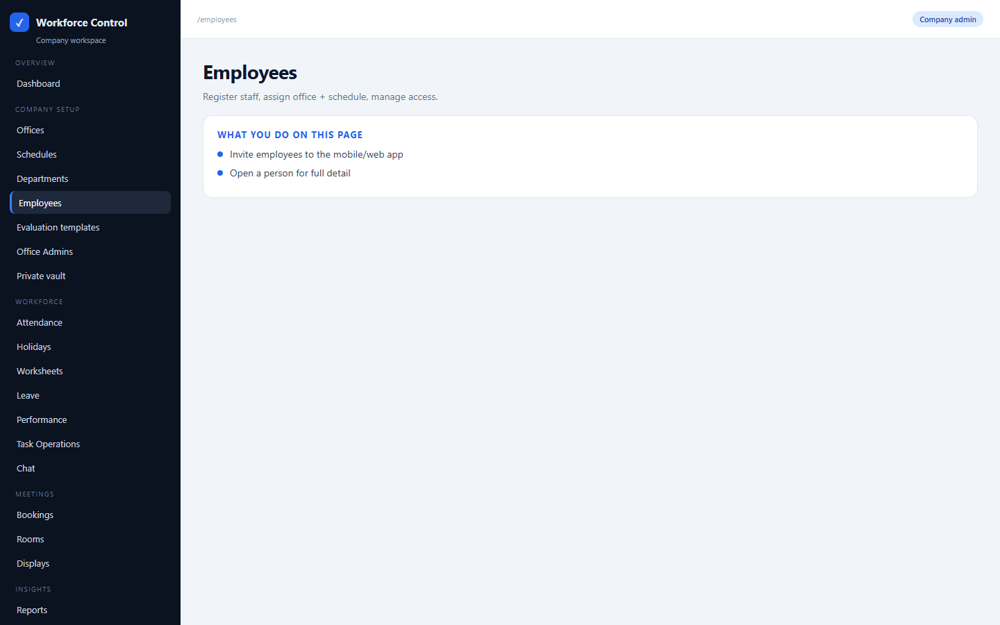 Workforce Control
Company workspace
OVERVIEW
Dashboard
COMPANY SETUP
Offices
Schedules
Departments
Employees
Evaluation templates
Office Admins
Private vault
WORKFORCE
Attendance
Holidays
Worksheets
Leave
Performance
Task Operations
Chat
MEETINGS
Bookings
Rooms
Displays
INSIGHTS
Reports
/employees
Company admin
Employees
Register staff, assign office + schedule, manage access.
WHAT YOU DO ON THIS PAGE
Invite employees to the mobile/web app
Open a person for full detail